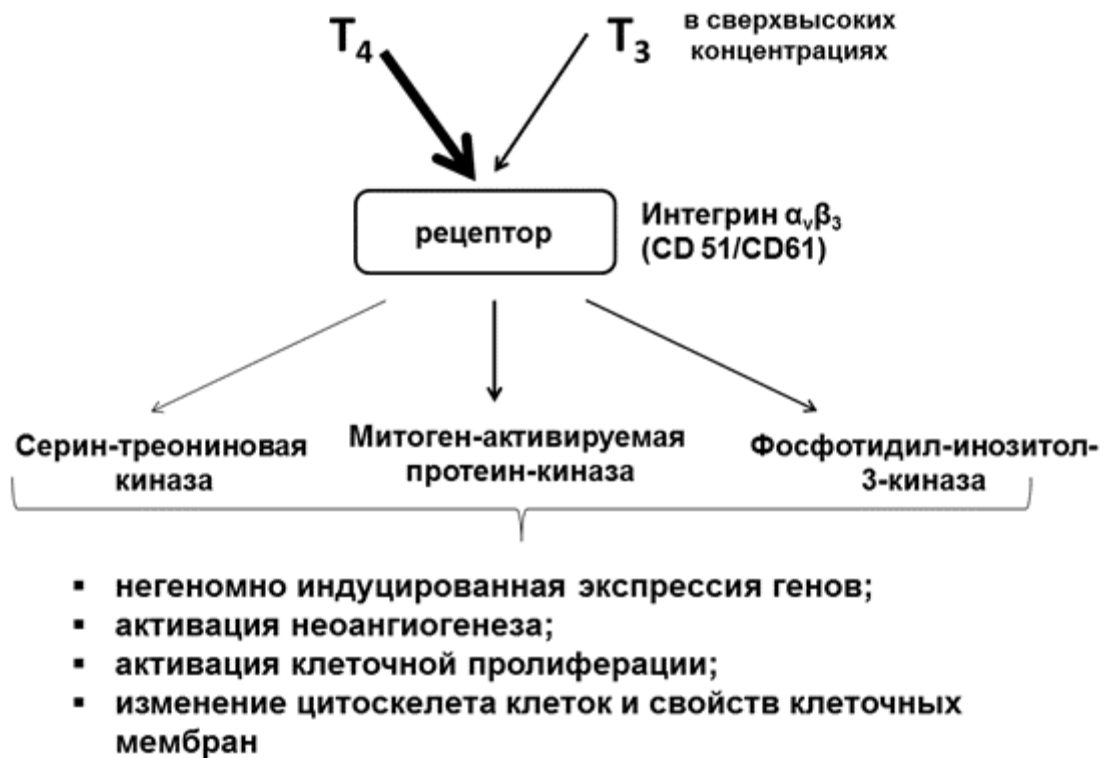 T4
T3
в сверхвысоких
концентрациях
рецептор
Интегрин αvβ3
(CD 51/CD61)
Серин-треониновая
киназа
Митоген-активируемая
протеин-киназа
Фосфотидил-инозитол-
3-киназа
▪ негеномно индуцированная экспрессия генов;
▪ активация неоангиогенеза;
▪ активация клеточной пролиферации;
▪ изменение цитоскелета клеток и свойств клеточных
мембран